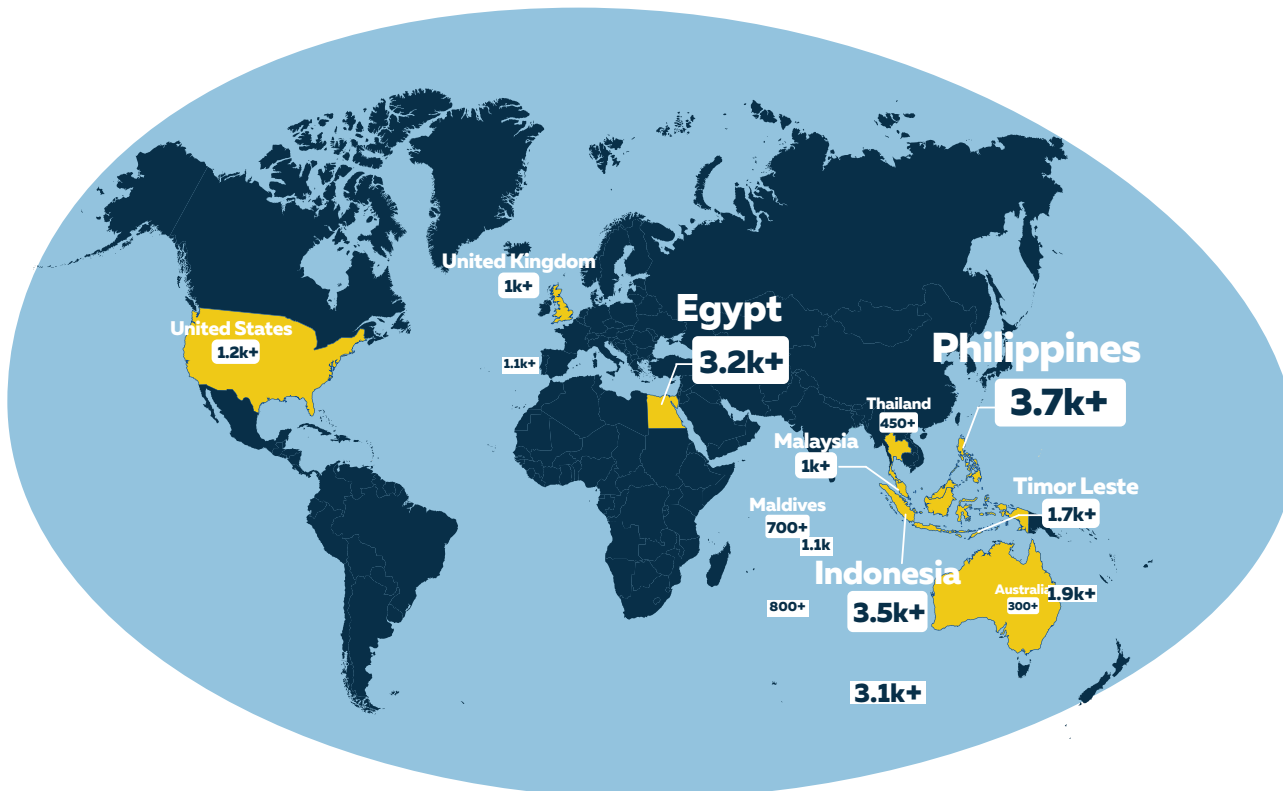 United Kingdom
1k+
United States
1.2k+
1.1k+
Egypt
3.2k+
Philippines
3.7k+
Thailand
450+
Malaysia
1k+
Timor Leste
1.7k+
Maldives
700+
1.1k
Indonesia
3.5k+
Australia
300+
1.9k+
800+
3.1k+